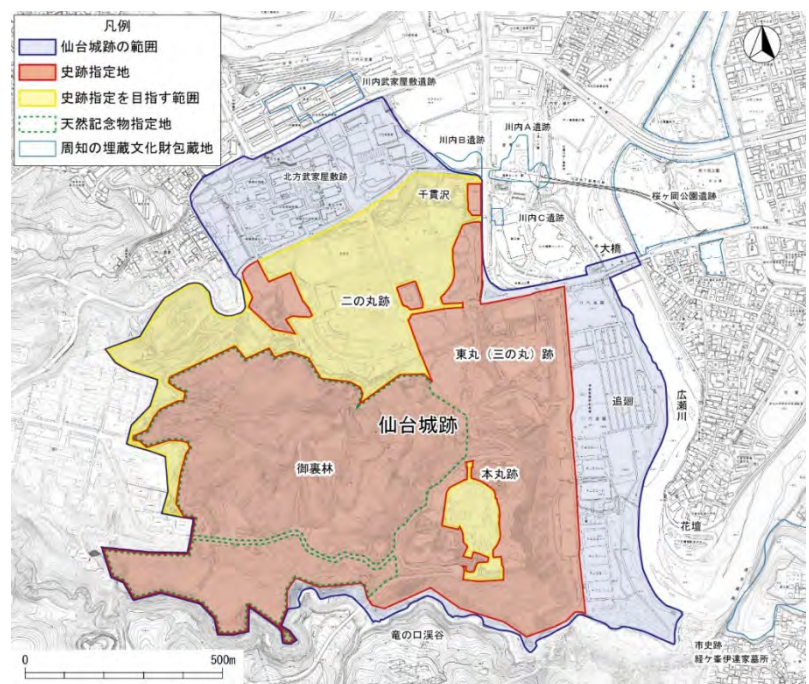 凡例
仙台城跡の範囲
史跡指定地
史跡指定を目指す範囲
天然記念物指定地
周知の埋蔵文化財包蔵地
川内武家屋敷遺跡
川内B遺跡
川内A遺跡
北方武家屋敷跡
千貫沢
桜ヶ岡公園遺跡
川内C遺跡
大橋
二の丸跡
東丸（三の丸）跡
追廻
広瀬川
仙台城跡
御裏林
本丸跡
花壇
竜の口渓谷
市史跡
経ケ峯伊達家墓所
0 500m